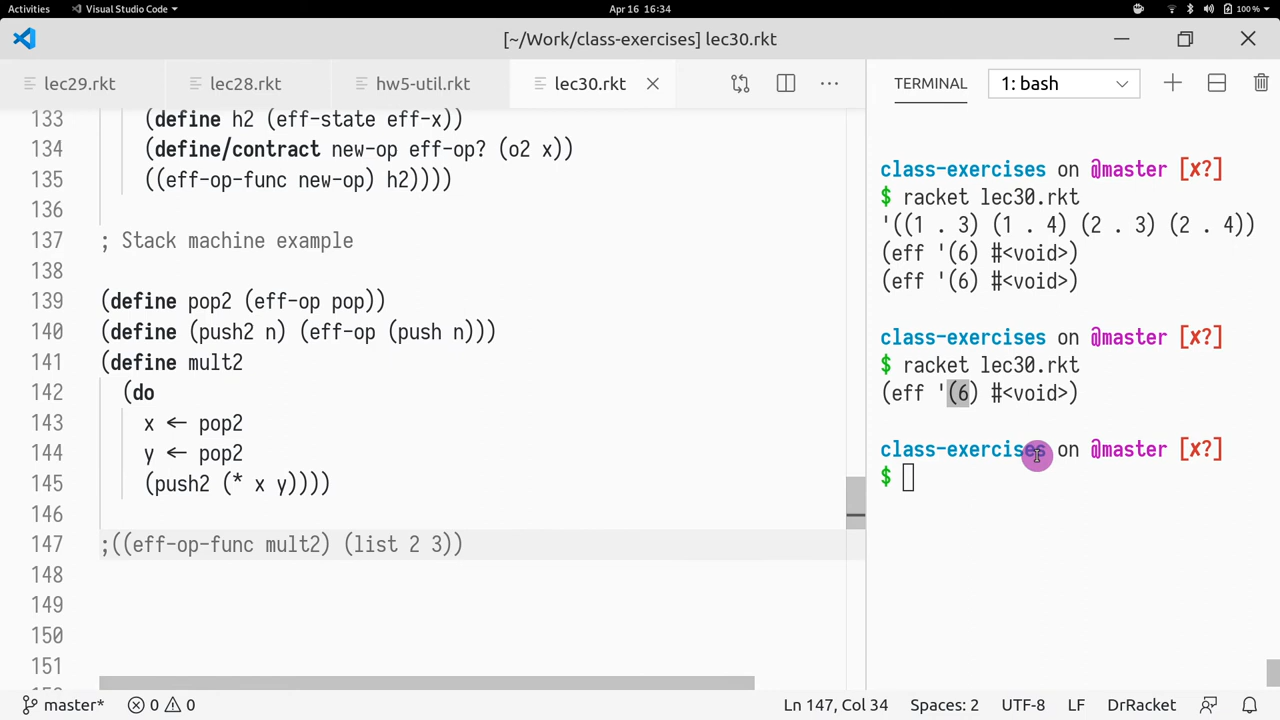 Activities Visual Studio Code Apr 16 16:34 100%
[~/Work/class-exercises] lec30.rkt
lec29.rkt lec28.rkt hw5-util.rkt lec30.rkt
133 (define h2 (eff-state eff-x))
134 (define/contract new-op eff-op? (o2 x))
135 ((eff-op-func new-op) h2))))
136
137 ; Stack machine example
138
139 (define pop2 (eff-op pop))
140 (define (push2 n) (eff-op (push n)))
141 (define mult2
142 (do
143 x ← pop2
144 y ← pop2
145 (push2 (* x y))))
146
147 ;((eff-op-func mult2) (list 2 3))
148
149
150
151
TERMINAL 1: bash
class-exercises on @master [x?]
$ racket lec30.rkt
'((1 . 3) (1 . 4) (2 . 3) (2 . 4))
(eff '(6) #<void>)
(eff '(6) #<void>)
class-exercises on @master [x?]
$ racket lec30.rkt
(eff '(6) #<void>)
class-exercises on @master [x?]
$
master* 0 0 Ln 147, Col 34 Spaces: 2 UTF-8 LF DrRacket